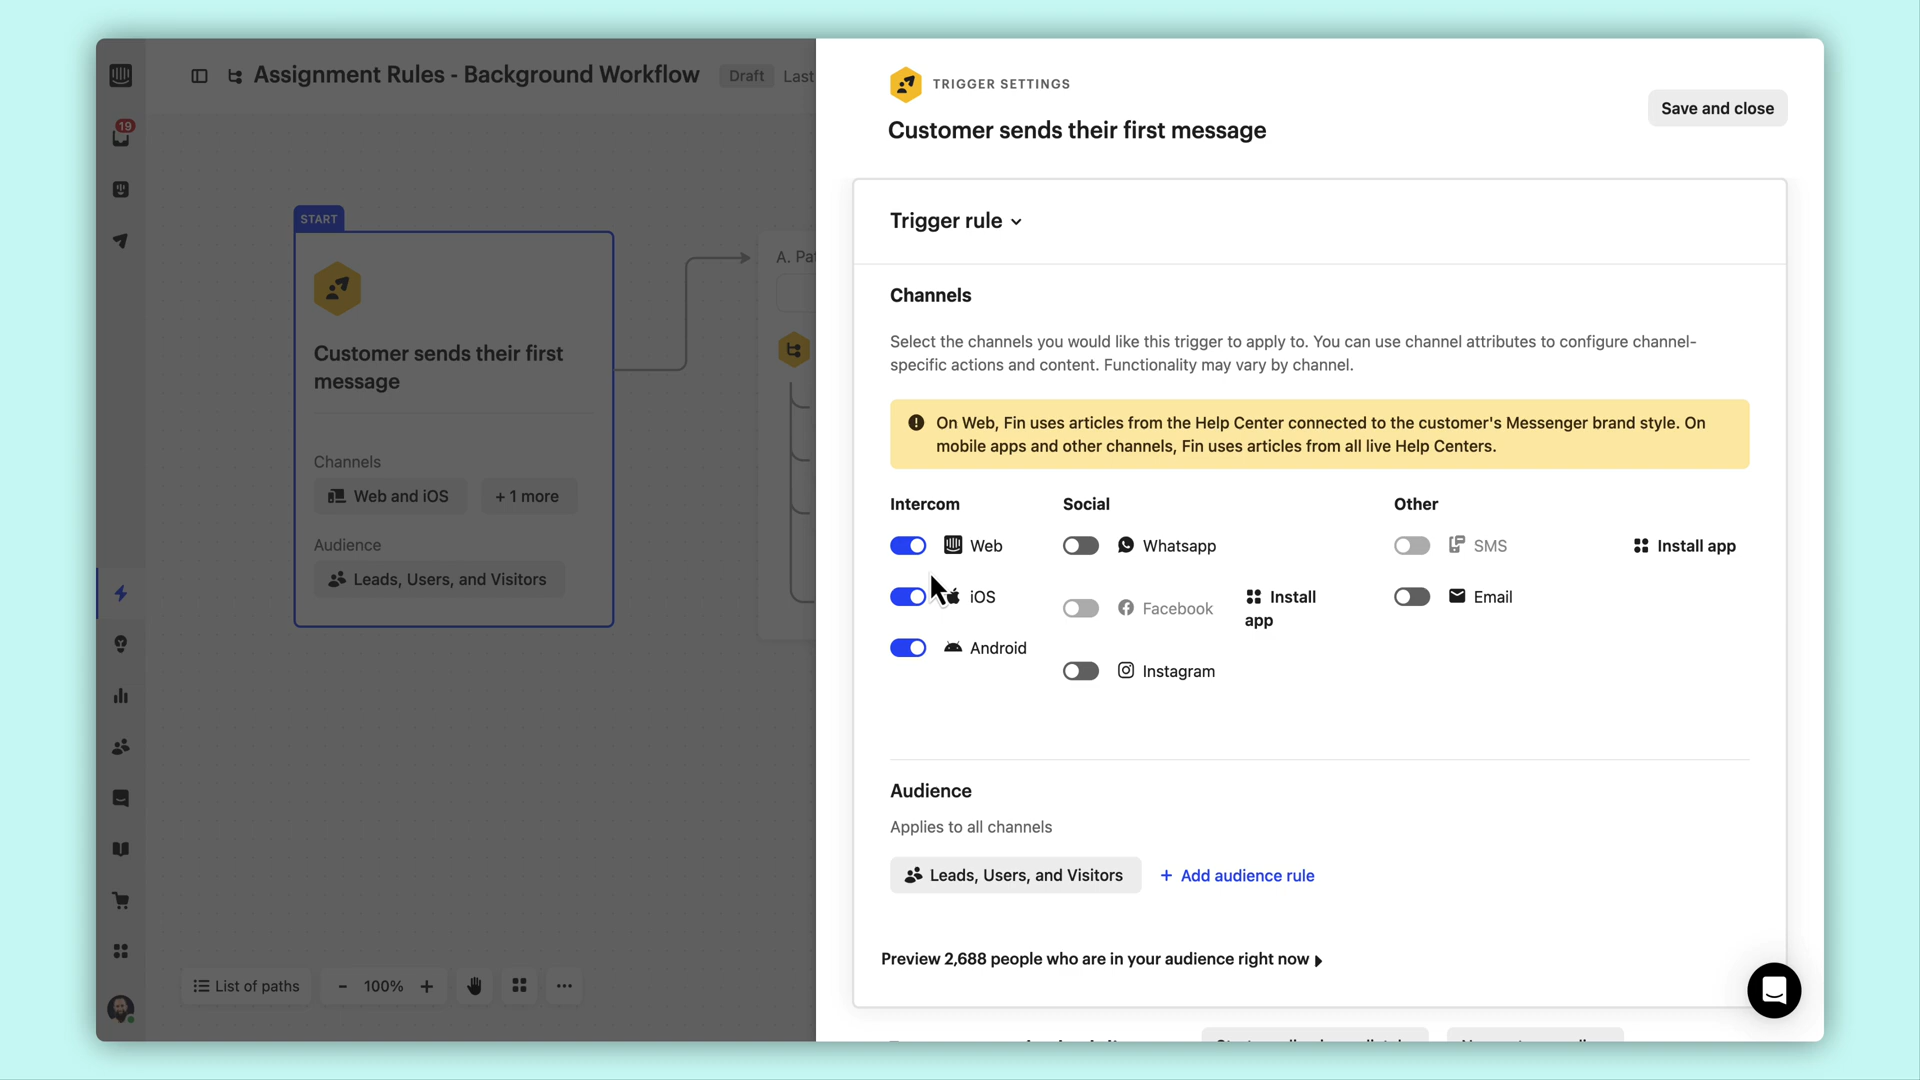 Assignment Rules - Background Workflow
Draft
Last
19
START
Customer sends their first
message
Channels
Web and iOS
+ 1 more
Audience
Leads, Users, and Visitors
A. Pat
List of paths
- 100% +
TRIGGER SETTINGS
Customer sends their first message
Save and close
Trigger rule
Channels
Select the channels you would like this trigger to apply to. You can use channel attributes to configure channel-
specific actions and content. Functionality may vary by channel.
On Web, Fin uses articles from the Help Center connected to the customer's Messenger brand style. On
mobile apps and other channels, Fin uses articles from all live Help Centers.
Intercom
Web
iOS
Android
Social
Whatsapp
Facebook
Install
app
Instagram
Other
SMS
Install app
Email
Audience
Applies to all channels
Leads, Users, and Visitors
+ Add audience rule
Preview 2,688 people who are in your audience right now